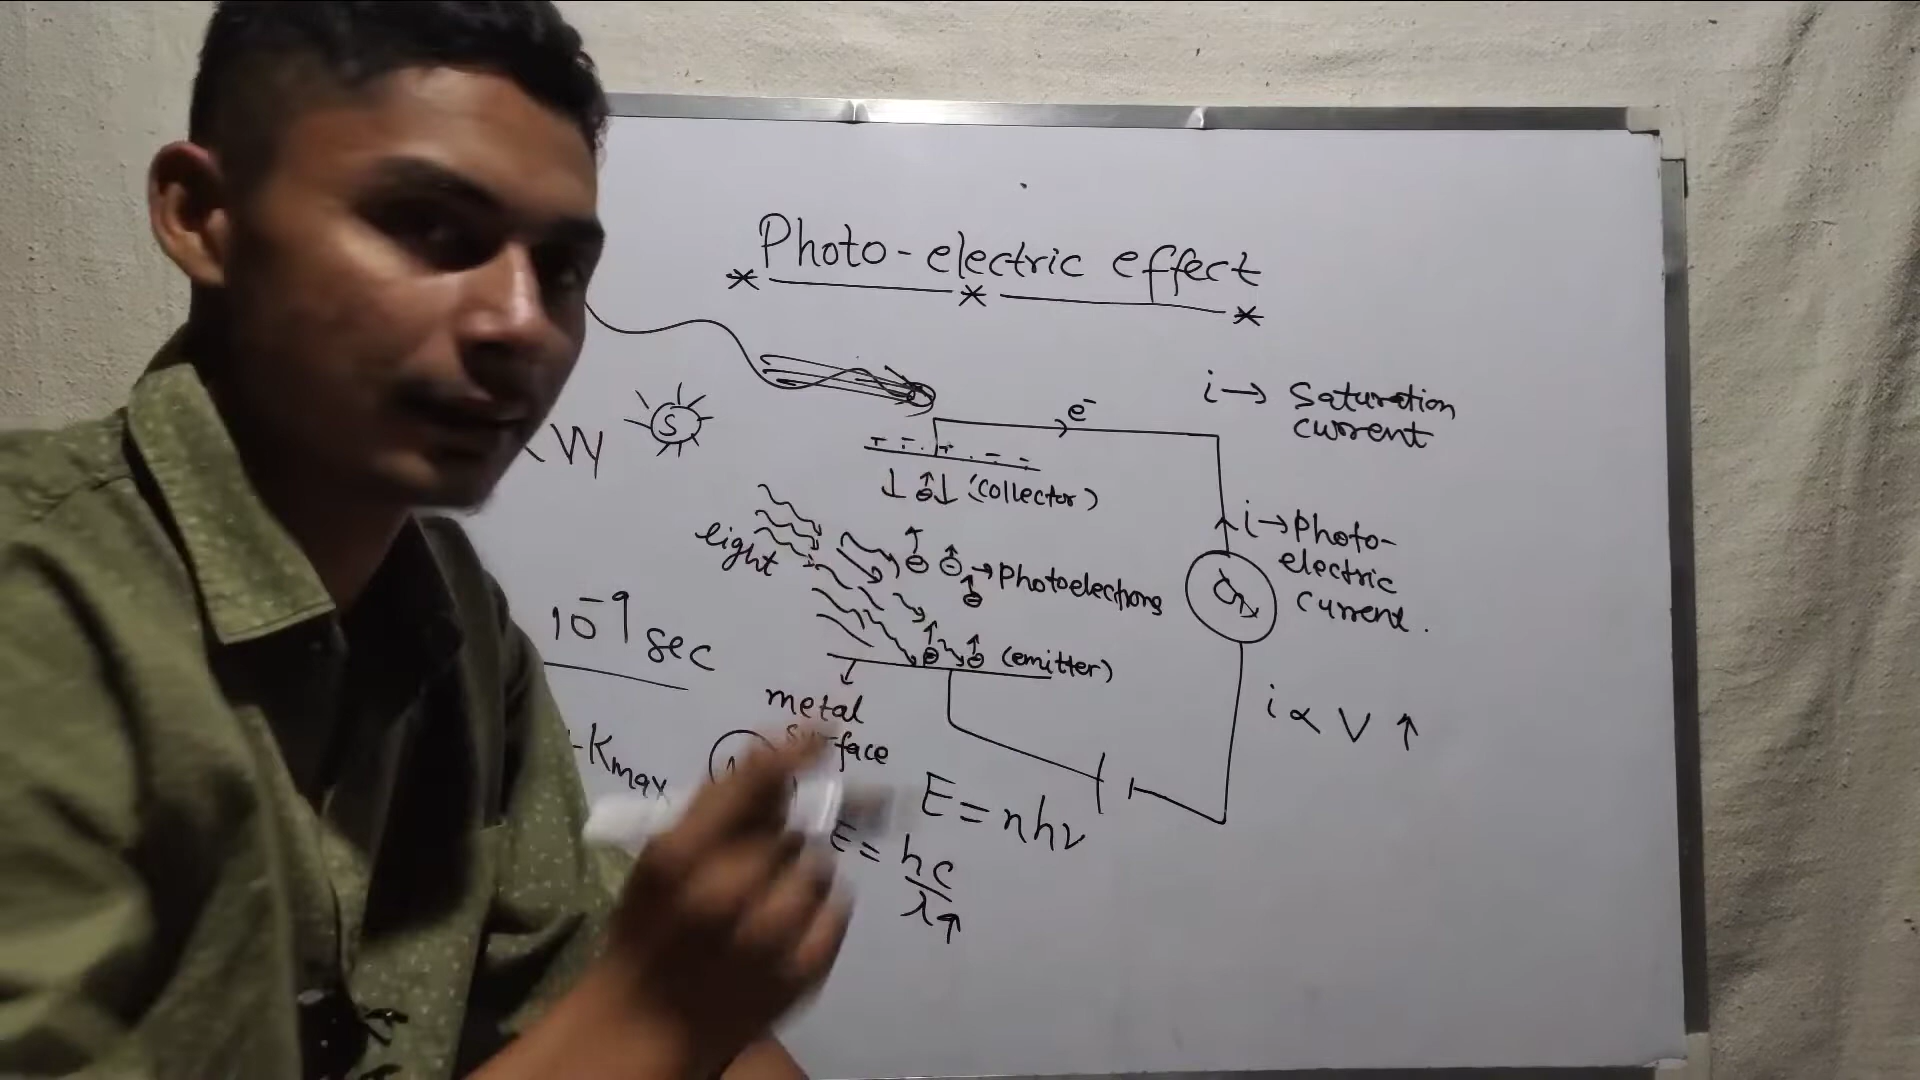 Photo-electric effect
i → Saturation
current
e⁻
S
(collector)
light
i → Photo-
electric
current.
→ Photoelectrons
10⁻⁹ sec
(emitter)
metal
surface
i ∝ V ↑
Kmax
E = nhν
E = hc/λ↑